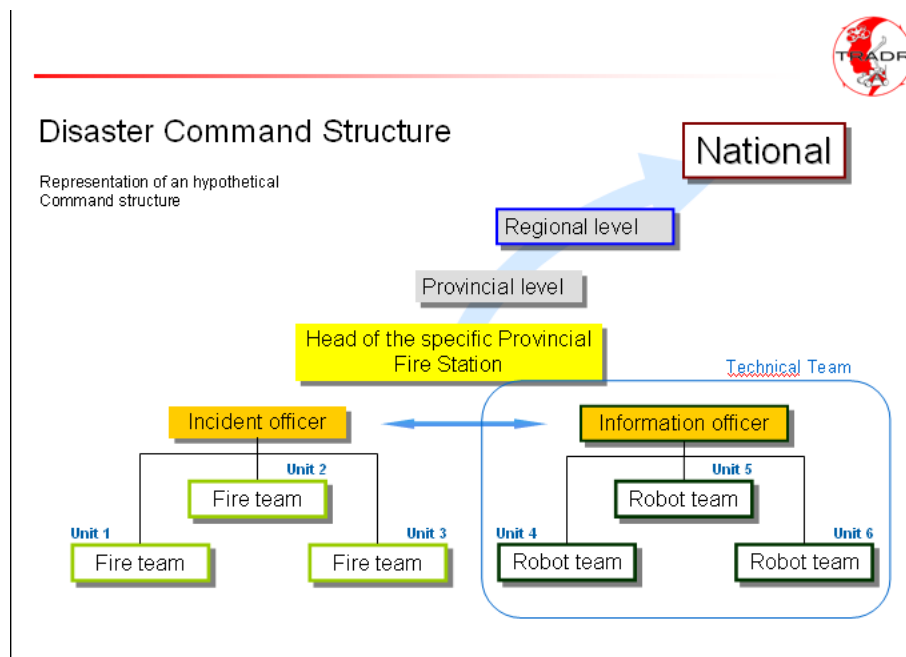 TRADR
Disaster Command Structure
Representation of an hypothetical
Command structure
National
Regional level
Provincial level
Head of the specific Provincial
Fire Station
Technical Team
Incident officer
Information officer
Unit 2
Fire team
Unit 1
Fire team
Unit 3
Fire team
Unit 5
Robot team
Unit 4
Robot team
Unit 6
Robot team